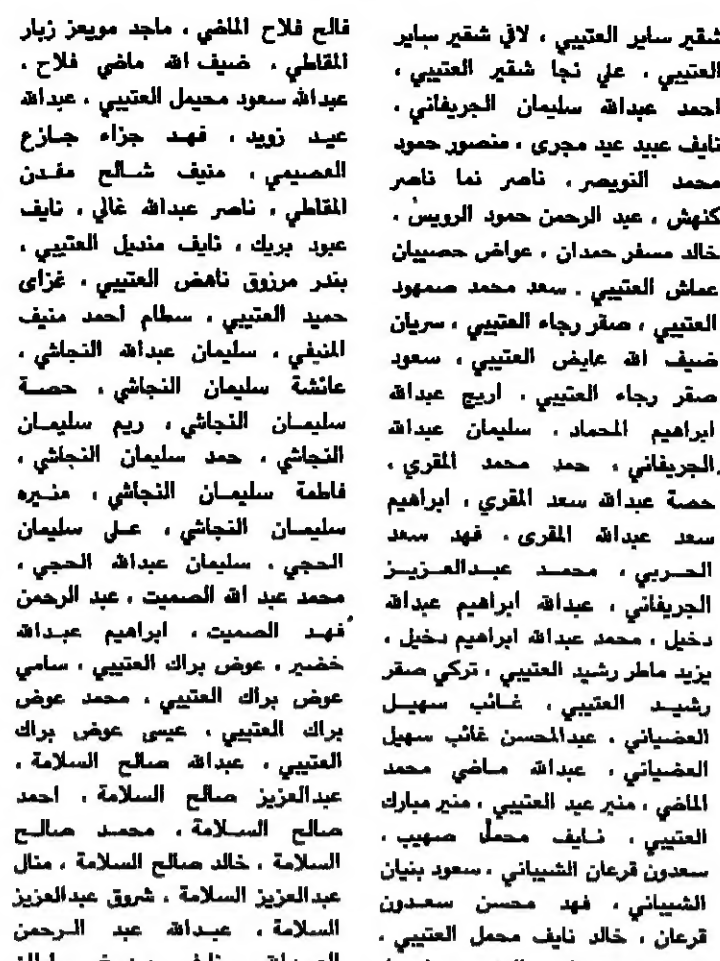 شقير ساير العتيبي ، لافي شقير ساير
العتيبي ، علي نجا شقير العتيبي ،
احمد عبدالله سليمان الجريفاني ،
نايف عبيد عيد مجرى ، منصور حمود
محمد النويصر ، ناصر نما ناصر
كنهش ، عبد الرحمن حمود الرويس ،
خالد مسفر حمدان ، عواض حصيبان
عماش العتيبي . سعد محمد صمهود
العتيبي ، صقر رجاء العتيبي ، سريان
ضيف الله عايض العتيبي ، سعود
صقر رجاء العتيبي ، اريج عبدالله
ابراهيم المحماد ، سليمان عبدالله
الجريفاني ، حمد محمد المقري ،
حصة عبدالله سعد المقري ، ابراهيم
سعد عبدالله المقرى ، فهد سعد
الحربي ، محمد عبدالعزيز
الجريفاني ، عبدالله ابراهيم عبدالله
دخيل ، محمد عبدالله ابراهيم دخيل ،
يزيد ماطر رشيد العتيبي ، تركي صقر
رشيد العتيبي ، غائب سهيل
العضياني ، عبدالمحسن غائب سهيل
العضياني ، عبدالله ماضي محمد
الماضي ، منير عبد العتيبي ، منير مبارك
العتيبي ، نايف محمل صهيب ،
سعدون قرعان الشيباني ، سعود بنيان
الشيباني ، فهد محسن سعدون
قرعان ، خالد نايف محمل العتيبي ،
فالح فلاح الماضي ، ماجد مويعز زبار
المقاطي ، ضيف الله ماضي فلاح ،
عبدالله سعود محيمل العتيبي ، عبدالله
عيد زويد ، فهد جزاء جازع
العصيمي ، منيف شالح مقدن
المقاطي ، ناصر عبدالله غالي ، نايف
عبود بريك ، نايف منديل العتيبي ،
بندر مرزوق ناهض العتيبي ، غزاى
حميد العتيبي ، سطام أحمد منيف
المنيفي ، سليمان عبدالله النجاشي ،
عائشة سليمان النجاشي ، حصة
سليمان النجاشي ، ريم سليمان
النجاشي ، حمد سليمان النجاشي ،
فاطمة سليمان النجاشي ، منيره
سليمان النجاشي ، على سليمان
الحجي ، سليمان عبدالله الحجي ،
محمد عبد الله الصميت ، عبد الرحمن
فهد الصميت ، ابراهيم عبدالله
خضير ، عوض براك العتيبي ، سامي
عوض براك العتيبي ، محمد عوض
براك العتيبي ، عيسى عوض براك
العتيبي ، عبدالله صالح السلامة ،
عبدالعزيز صالح السلامة ، احمد
صالح السلامة ، محمد صالح
السلامة ، خالد صالح السلامة ، منال
عبدالعزيز السلامة ، شروق عبدالعزيز
السلامة ، عبدالله عبد الرحمن